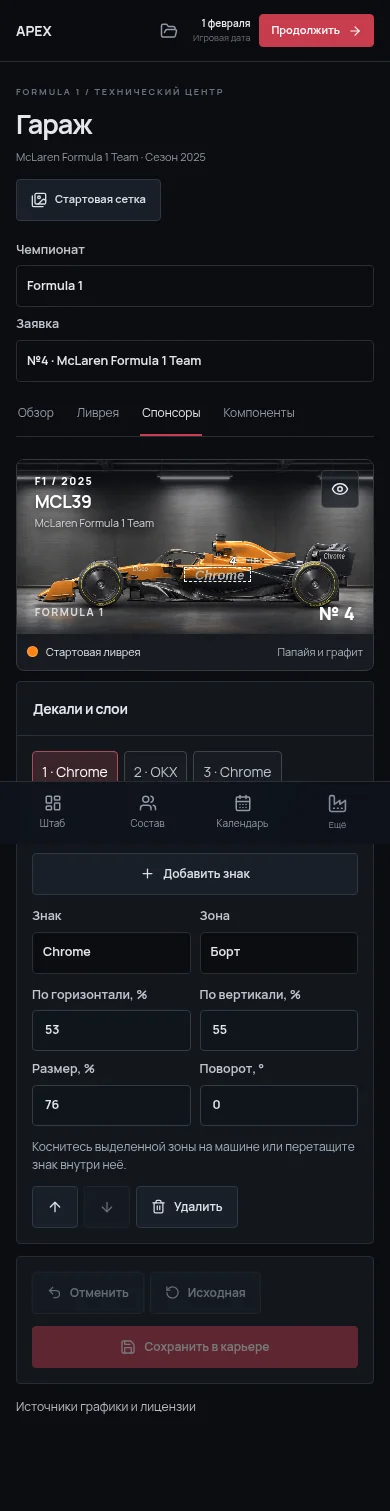 APEX
1 февраля
Игровая дата
Продолжить
FORMULA 1 / ТЕХНИЧЕСКИЙ ЦЕНТР
Гараж
McLaren Formula 1 Team · Сезон 2025
Стартовая сетка
Чемпионат
Formula 1
Заявка
№4 · McLaren Formula 1 Team
Обзор
Ливрея
Спонсоры
Компоненты
F1 / 2025
MCL39
McLaren Formula 1 Team
Chrome
4
Chrome
FORMULA 1
№ 4
Стартовая ливрея
Папайя и графит
Декали и слои
1 · Chrome
2 · OKX
3 · Chrome
Штаб
Состав
Календарь
Ещё
Добавить знак
Знак
Зона
Chrome
Борт
По горизонтали, %
По вертикали, %
53
55
Размер, %
Поворот, °
76
0
Коснитесь выделенной зоны на машине или перетащите
знак внутри неё.
Удалить
Отменить
Исходная
Сохранить в карьере
Источники графики и лицензии